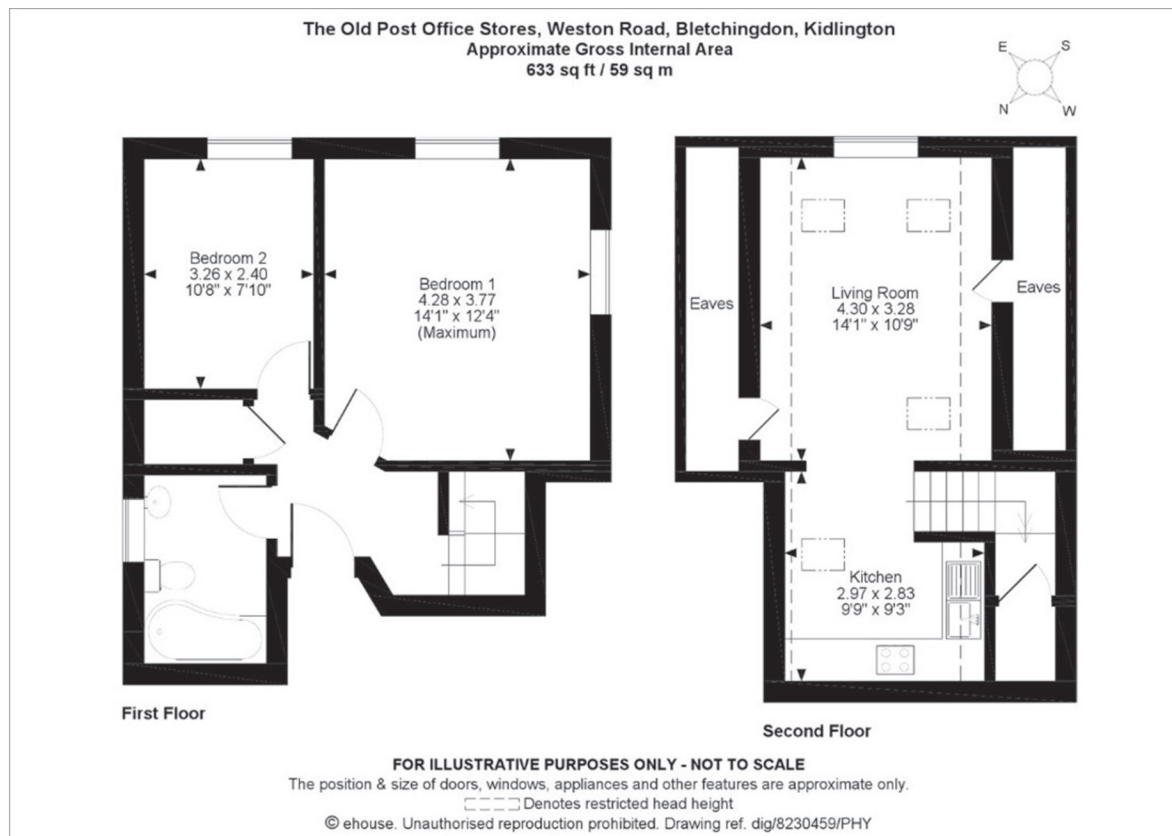 The Old Post Office Stores, Weston Road, Bletchingdon, Kidlington
Approximate Gross Internal Area
633 sq ft / 59 sq m
E S
N W
Bedroom 2
3.26 x 2.40
10'8" x 7'10"
Bedroom 1
4.28 x 3.77
14'1" x 12'4"
(Maximum)
First Floor
Eaves
Living Room
4.30 x 3.28
14'1" x 10'9"
Eaves
Kitchen
2.97 x 2.83
9'9" x 9'3"
Second Floor
FOR ILLUSTRATIVE PURPOSES ONLY - NOT TO SCALE
The position & size of doors, windows, appliances and other features are approximate only.
Denotes restricted head height
© ehouse. Unauthorised reproduction prohibited. Drawing ref. dig/8230459/PHY